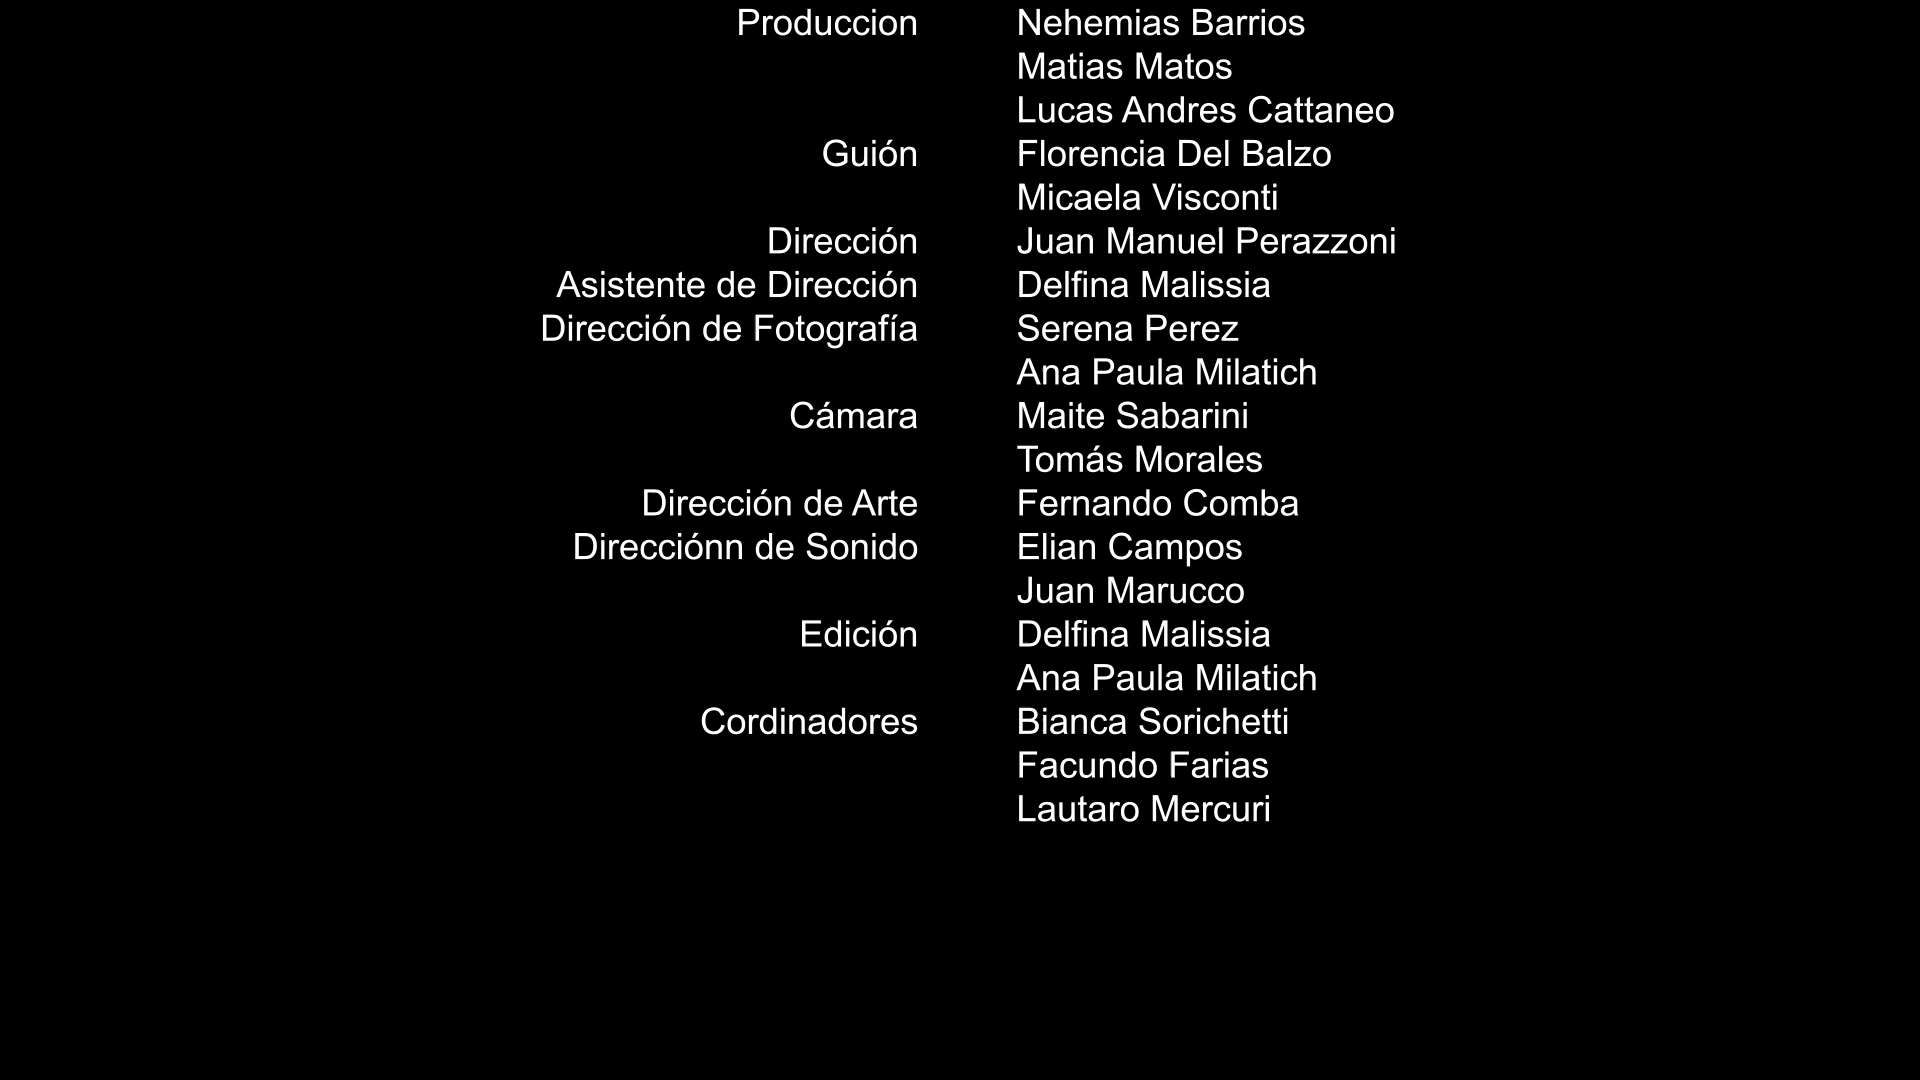 Produccion Nehemias Barrios
Matias Matos
Lucas Andres Cattaneo
Guión Florencia Del Balzo
Micaela Visconti
Dirección Juan Manuel Perazzoni
Asistente de Dirección Delfina Malissia
Dirección de Fotografía Serena Perez
Ana Paula Milatich
Cámara Maite Sabarini
Tomás Morales
Dirección de Arte Fernando Comba
Direcciónn de Sonido Elian Campos
Juan Marucco
Edición Delfina Malissia
Ana Paula Milatich
Cordinadores Bianca Sorichetti
Facundo Farias
Lautaro Mercuri